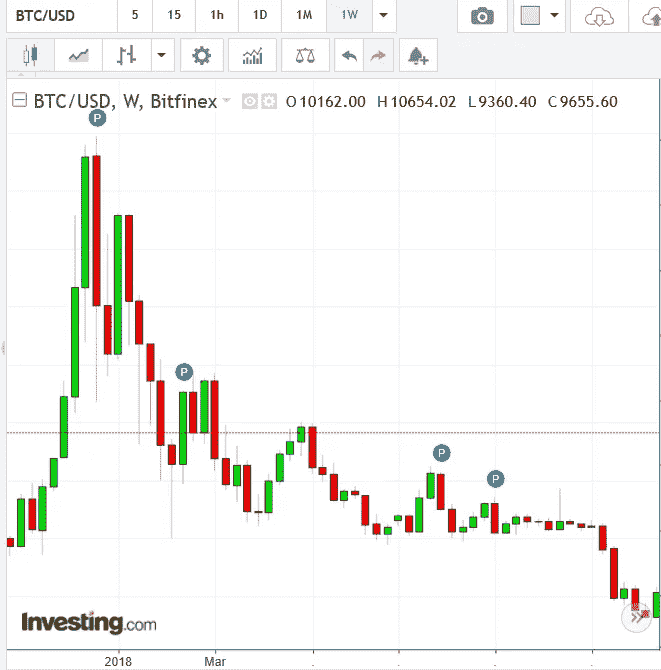 BTC/USD 5 15 1h 1D 1M 1W
BTC/USD, W, Bitfinex O10162.00 H10654.02 L9360.40 C9655.60
P
P
P
P
Investing.com
2018 Mar